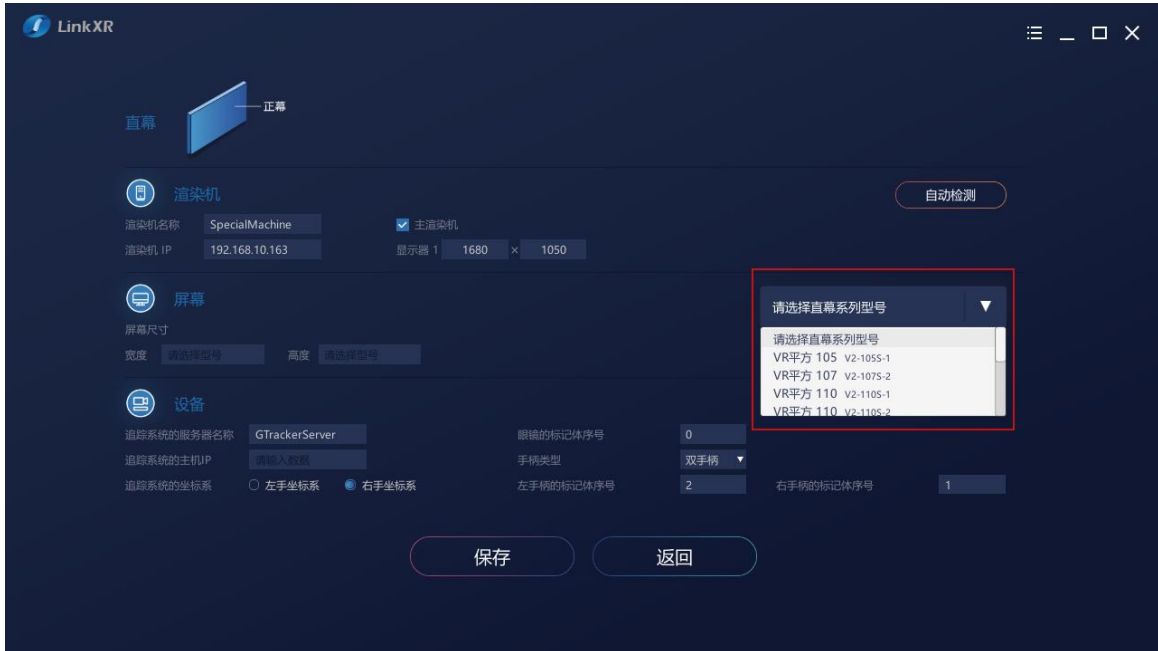 LinkXR
直幕
正幕
渲染机
自动检测
渲染机名称 SpecialMachine 主渲染机
渲染机 IP 192.168.10.163 显示器 1 1680 × 1050
屏幕
请选择直幕系列型号
屏幕尺寸
宽度 请选择型号 高度 请选择型号
请选择直幕系列型号
VR平方 105 V2-105S-1
VR平方 107 V2-107S-2
VR平方 110 V2-110S-1
VR平方 110 V2-110S-2
设备
追踪系统的服务器名称 GTrackerServer 眼镜的标记体序号 0
追踪系统的主机IP 请输入数据 手柄类型 双手柄
追踪系统的坐标系 左手坐标系 右手坐标系 左手柄的标记体序号 2 右手柄的标记体序号 1
保存 返回